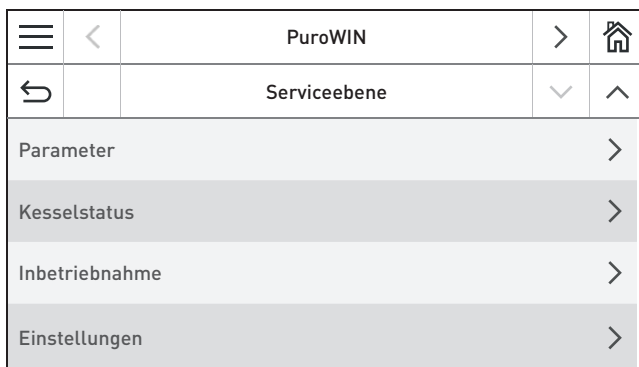 PuroWIN
Serviceebene
Parameter
Kesselstatus
Inbetriebnahme
Einstellungen